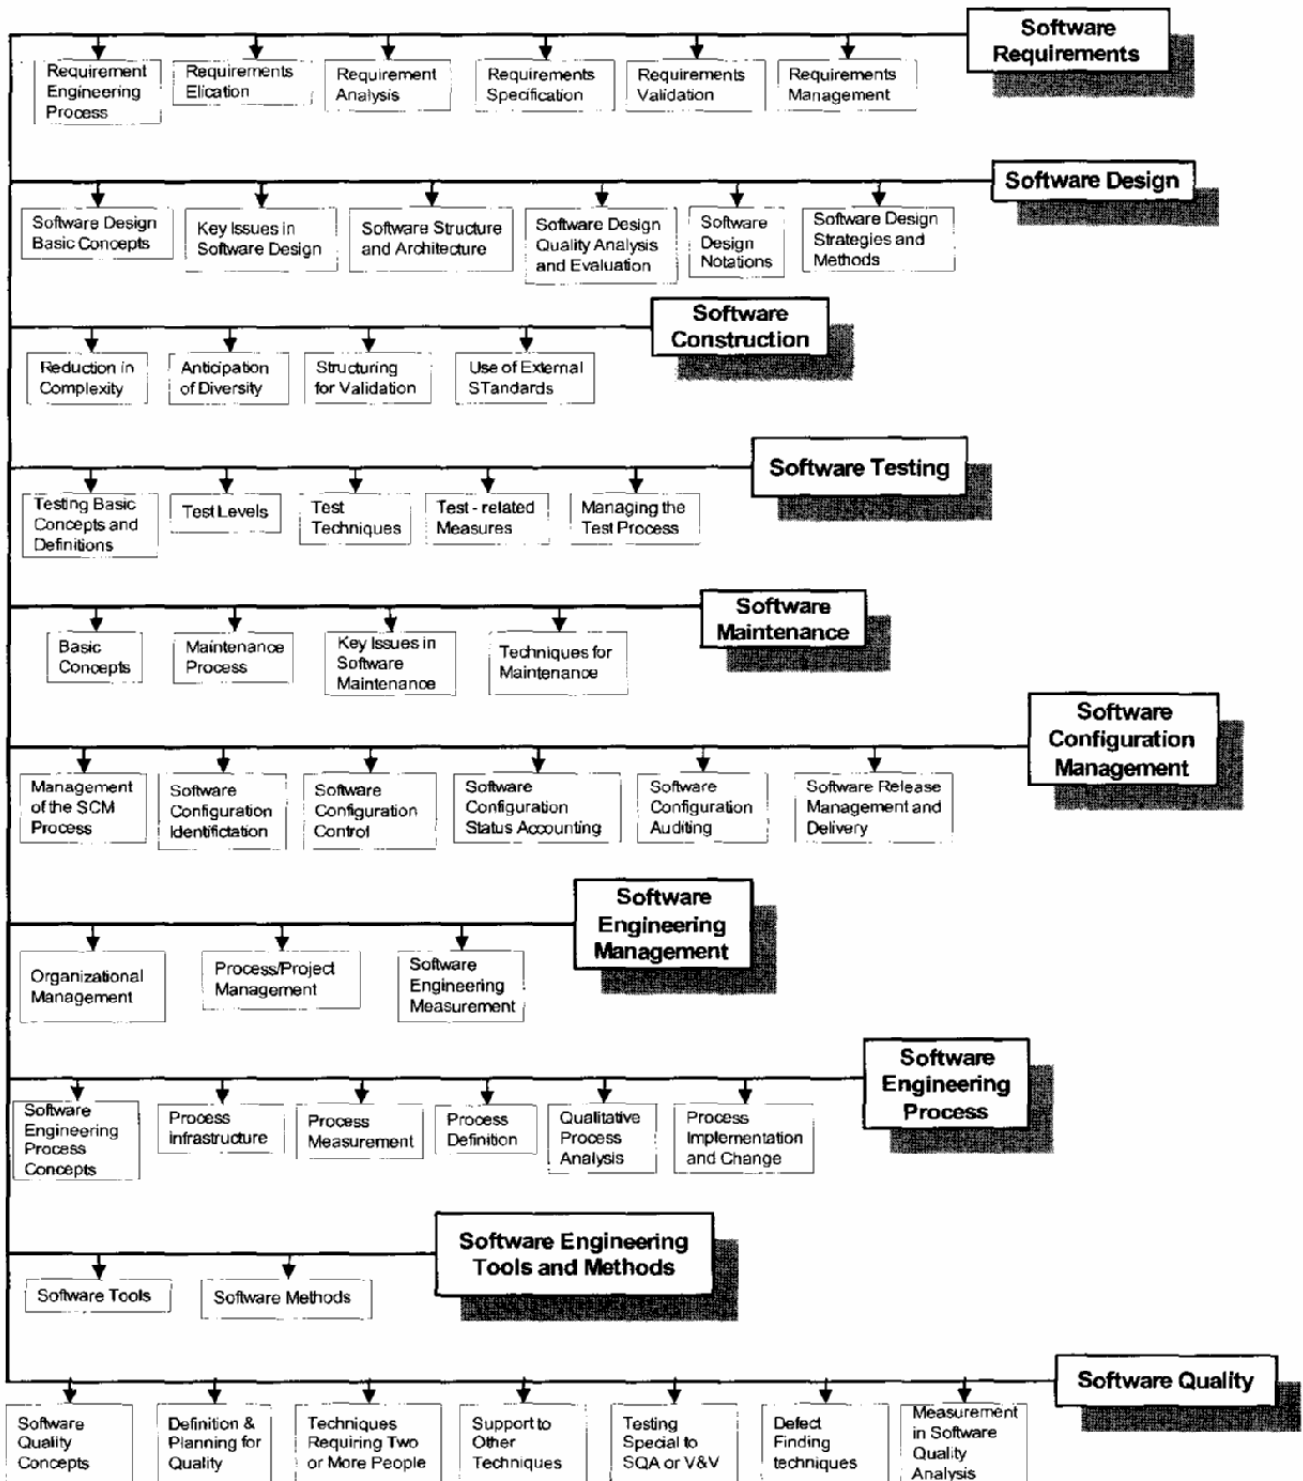 Software
Requirements
Requirement
Engineering
Process
Requirements
Elication
Requirement
Analysis
Requirements
Specification
Requirements
Validation
Requirements
Management
Software Design
Software Design
Basic Concepts
Key Issues in
Software Design
Software Structure
and Architecture
Software Design
Quality Analysis
and Evaluation
Software
Design
Notations
Software Design
Strategies and
Methods
Software
Construction
Reduction in
Complexity
Anticipation
of Diversity
Structuring
for Validation
Use of External
STandards
Software Testing
Testing Basic
Concepts and
Definitions
Test Levels
Test
Techniques
Test - related
Measures
Managing the
Test Process
Software
Maintenance
Basic
Concepts
Maintenance
Process
Key Issues in
Software
Maintenance
Techniques for
Maintenance
Software
Configuration
Management
Management
of the SCM
Process
Software
Configuration
Identifictation
Software
Configuration
Control
Software
Configuration
Status Accounting
Software
Configuration
Auditing
Software Release
Management and
Delivery
Software
Engineering
Management
Organizational
Management
Process/Project
Management
Software
Engineering
Measurement
Software
Engineering
Process
Software
Engineering
Process
Concepts
Process
Infrastructure
Process
Measurement
Process
Definition
Qualitative
Process
Analysis
Process
Implementation
and Change
Software Engineering
Tools and Methods
Software Tools
Software Methods
Software Quality
Software
Quality
Concepts
Definition &
Planning for
Quality
Techniques
Requiring Two
or More People
Support to
Other
Techniques
Testing
Special to
SQA or V&V
Defect
Finding
techniques
Measurement
in Software
Quality
Analysis